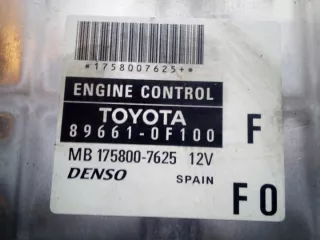 *1758007625*
ENGINE CONTROL
TOYOTA
89661-0F100 F
MB 175800-7625 12V
DENSO SPAIN F0